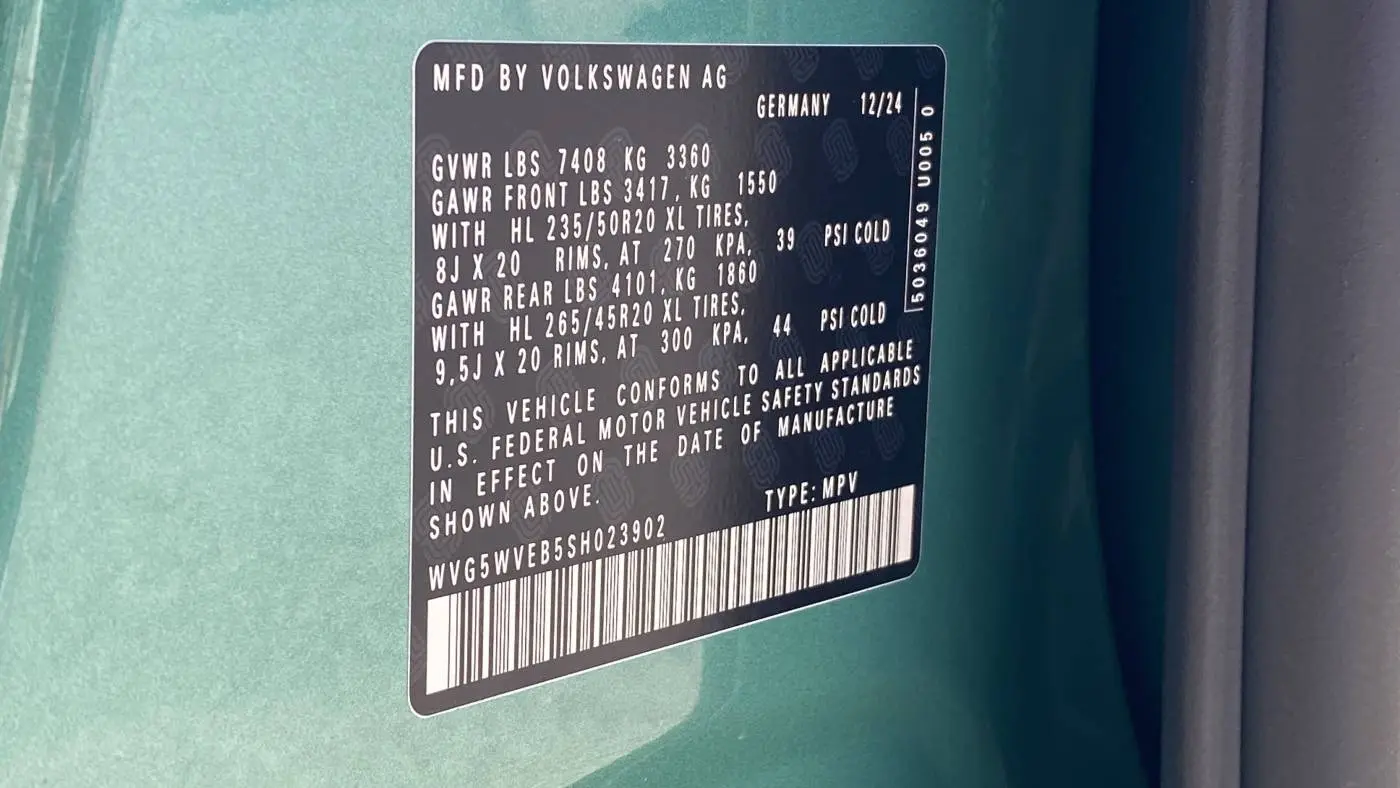 MFD BY VOLKSWAGEN AG
GERMANY 12/24
GVWR LBS 7408 KG 3360
GAWR FRONT LBS 3417, KG 1550
WITH HL 235/50R20 XL TIRES,
8J X 20 RIMS, AT 270 KPA, 39 PSI COLD
GAWR REAR LBS 4101, KG 1860
WITH HL 265/45R20 XL TIRES,
9,5J X 20 RIMS, AT 300 KPA, 44 PSI COLD
THIS VEHICLE CONFORMS TO ALL APPLICABLE
U.S. FEDERAL MOTOR VEHICLE SAFETY STANDARDS
IN EFFECT ON THE DATE OF MANUFACTURE
SHOWN ABOVE.
TYPE: MPV
WVG5WVEB5SH023902
5036049 U005 0